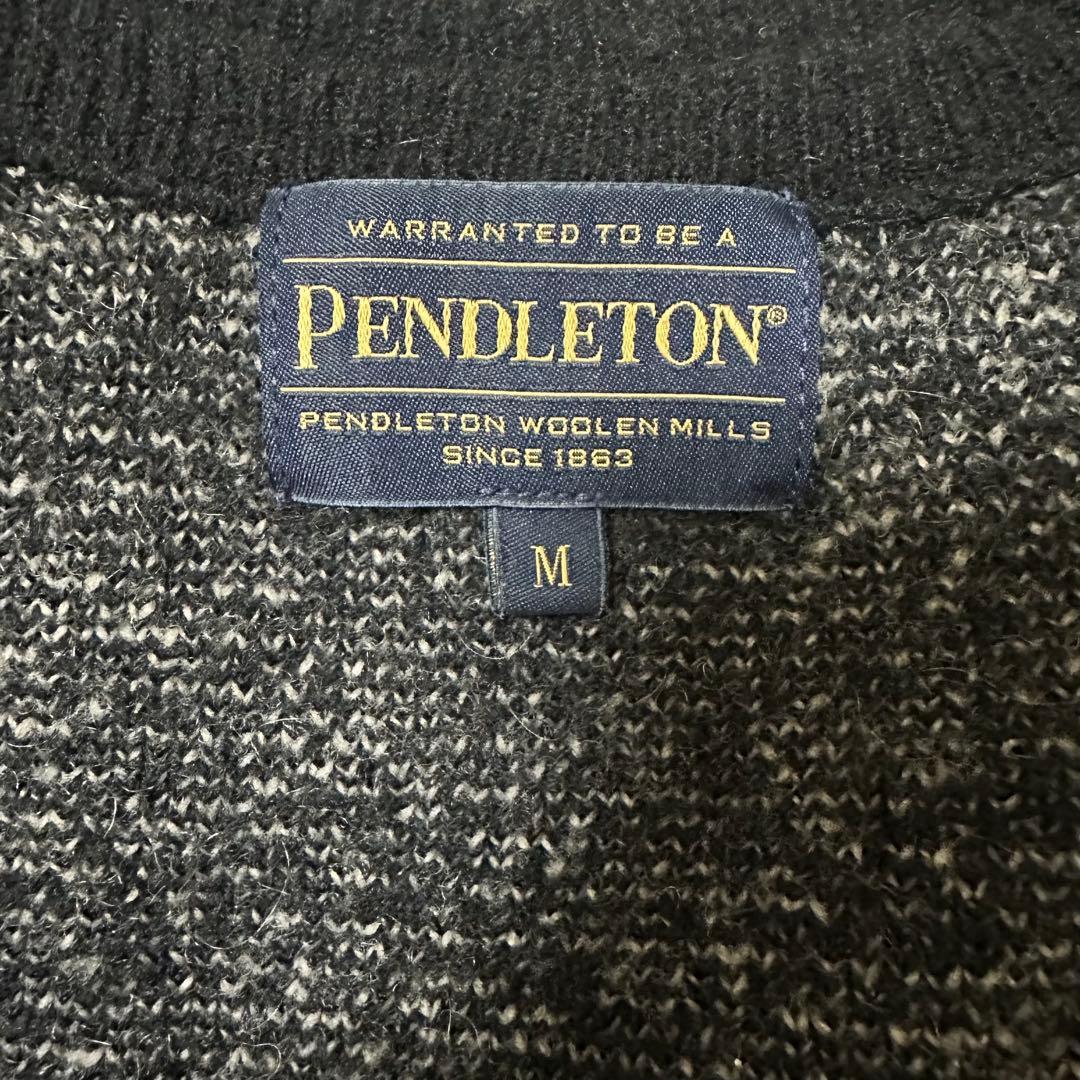 WARRANTED TO BE A
PENDLETON®
PENDLETON WOOLEN MILLS
SINCE 1863
M